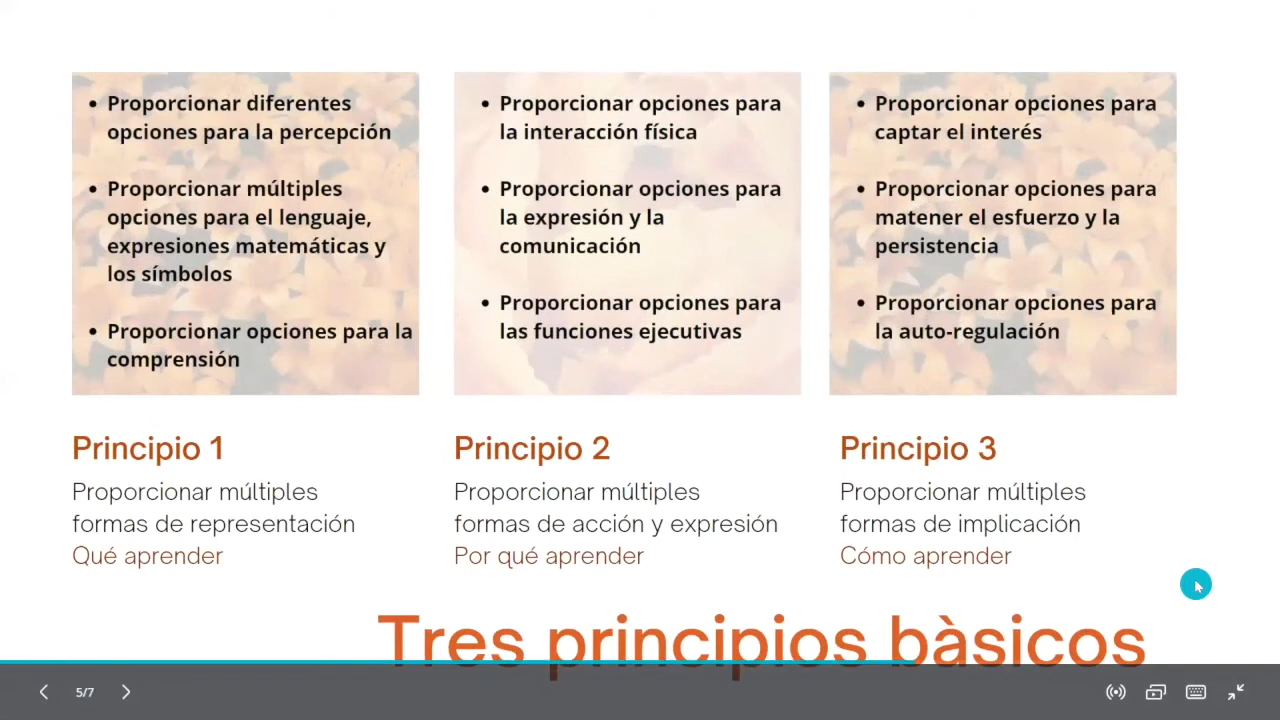 • Proporcionar diferentes
opciones para la percepción
• Proporcionar múltiples
opciones para el lenguaje,
expresiones matemáticas y
los símbolos
• Proporcionar opciones para la
comprensión
Principio 1
Proporcionar múltiples
formas de representación
Qué aprender
• Proporcionar opciones para
la interacción física
• Proporcionar opciones para
la expresión y la
comunicación
• Proporcionar opciones para
las funciones ejecutivas
Principio 2
Proporcionar múltiples
formas de acción y expresión
Por qué aprender
• Proporcionar opciones para
captar el interés
• Proporcionar opciones para
matener el esfuerzo y la
persistencia
• Proporcionar opciones para
la auto-regulación
Principio 3
Proporcionar múltiples
formas de implicación
Cómo aprender
Tres principios bàsicos
5/7